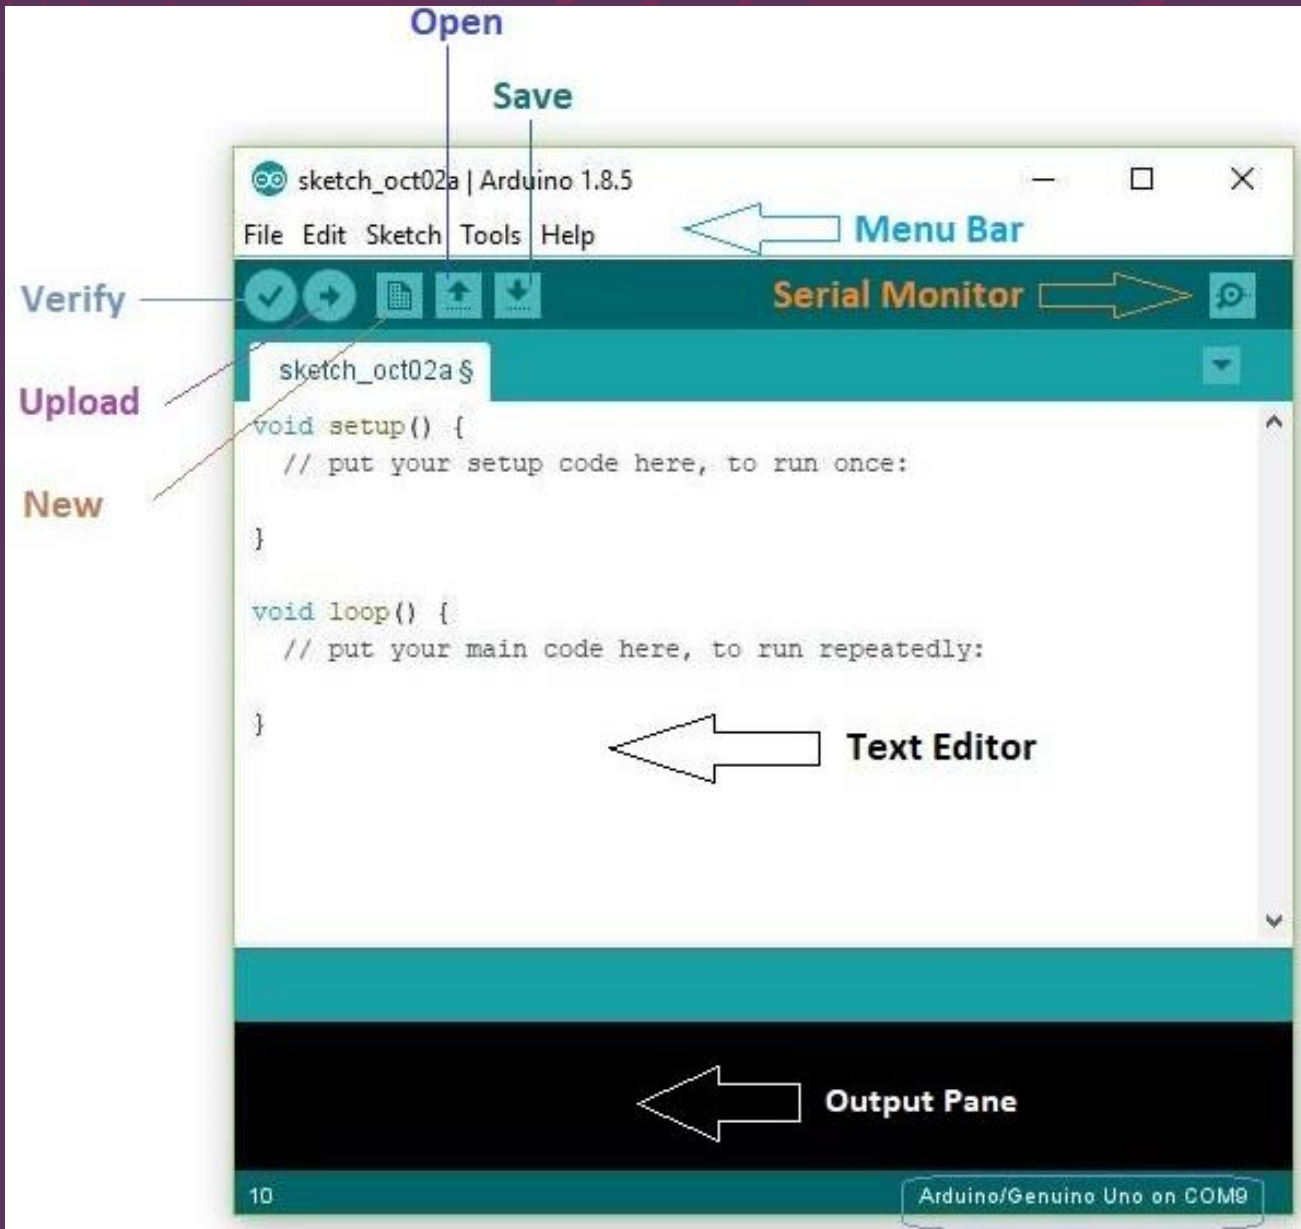 Open
Save
sketch_oct02a | Arduino 1.8.5
File Edit Sketch Tools Help
Menu Bar
Verify
Serial Monitor
sketch_oct02a §
Upload
void setup() {
// put your setup code here, to run once:
New
}
void loop() {
// put your main code here, to run repeatedly:
}
Text Editor
Output Pane
10
Arduino/Genuino Uno on COM9